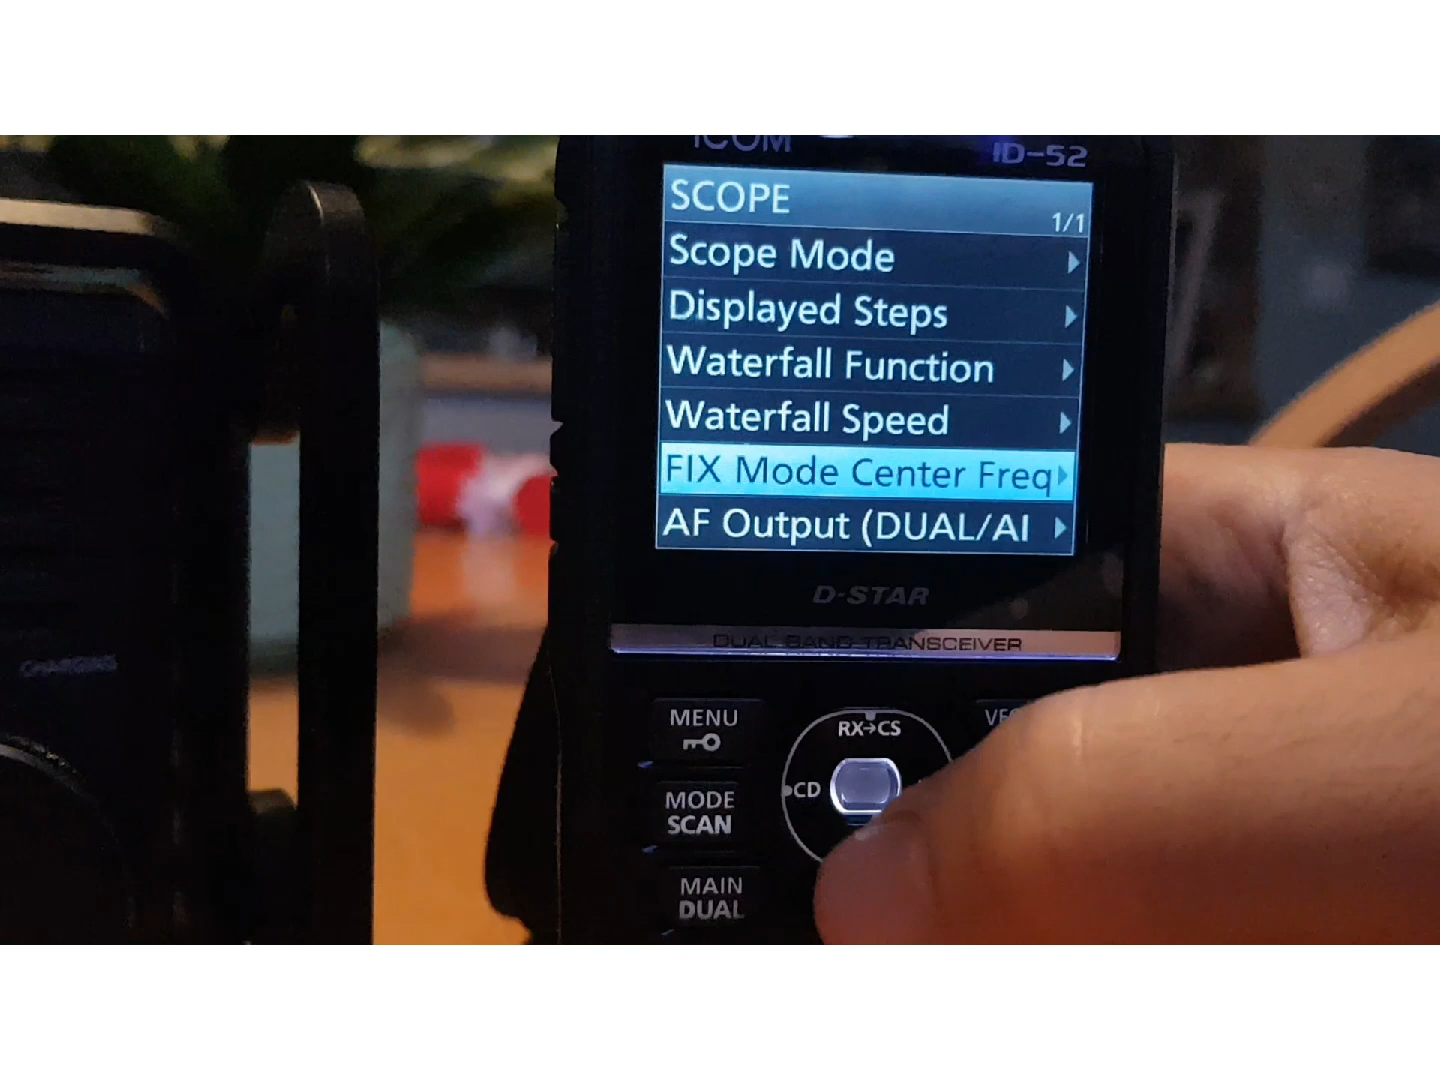 ICOM
ID-52
SCOPE
1/1
Scope Mode
Displayed Steps
Waterfall Function
Waterfall Speed
FIX Mode Center Freq
AF Output (DUAL/AI
D-STAR
DUAL BAND TRANSCEIVER
MENU
RX→CS
CD
MODE
SCAN
MAIN
DUAL
CHARGING